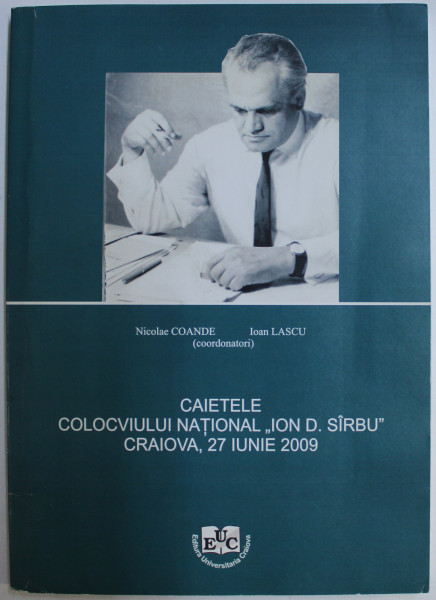 Nicolae COANDE Ioan LASCU
(coordonatori)
CAIETELE
COLOCVIULUI NAȚIONAL „ION D. SÎRBU”
CRAIOVA, 27 IUNIE 2009
EUC
Editura Universitaria Craiova